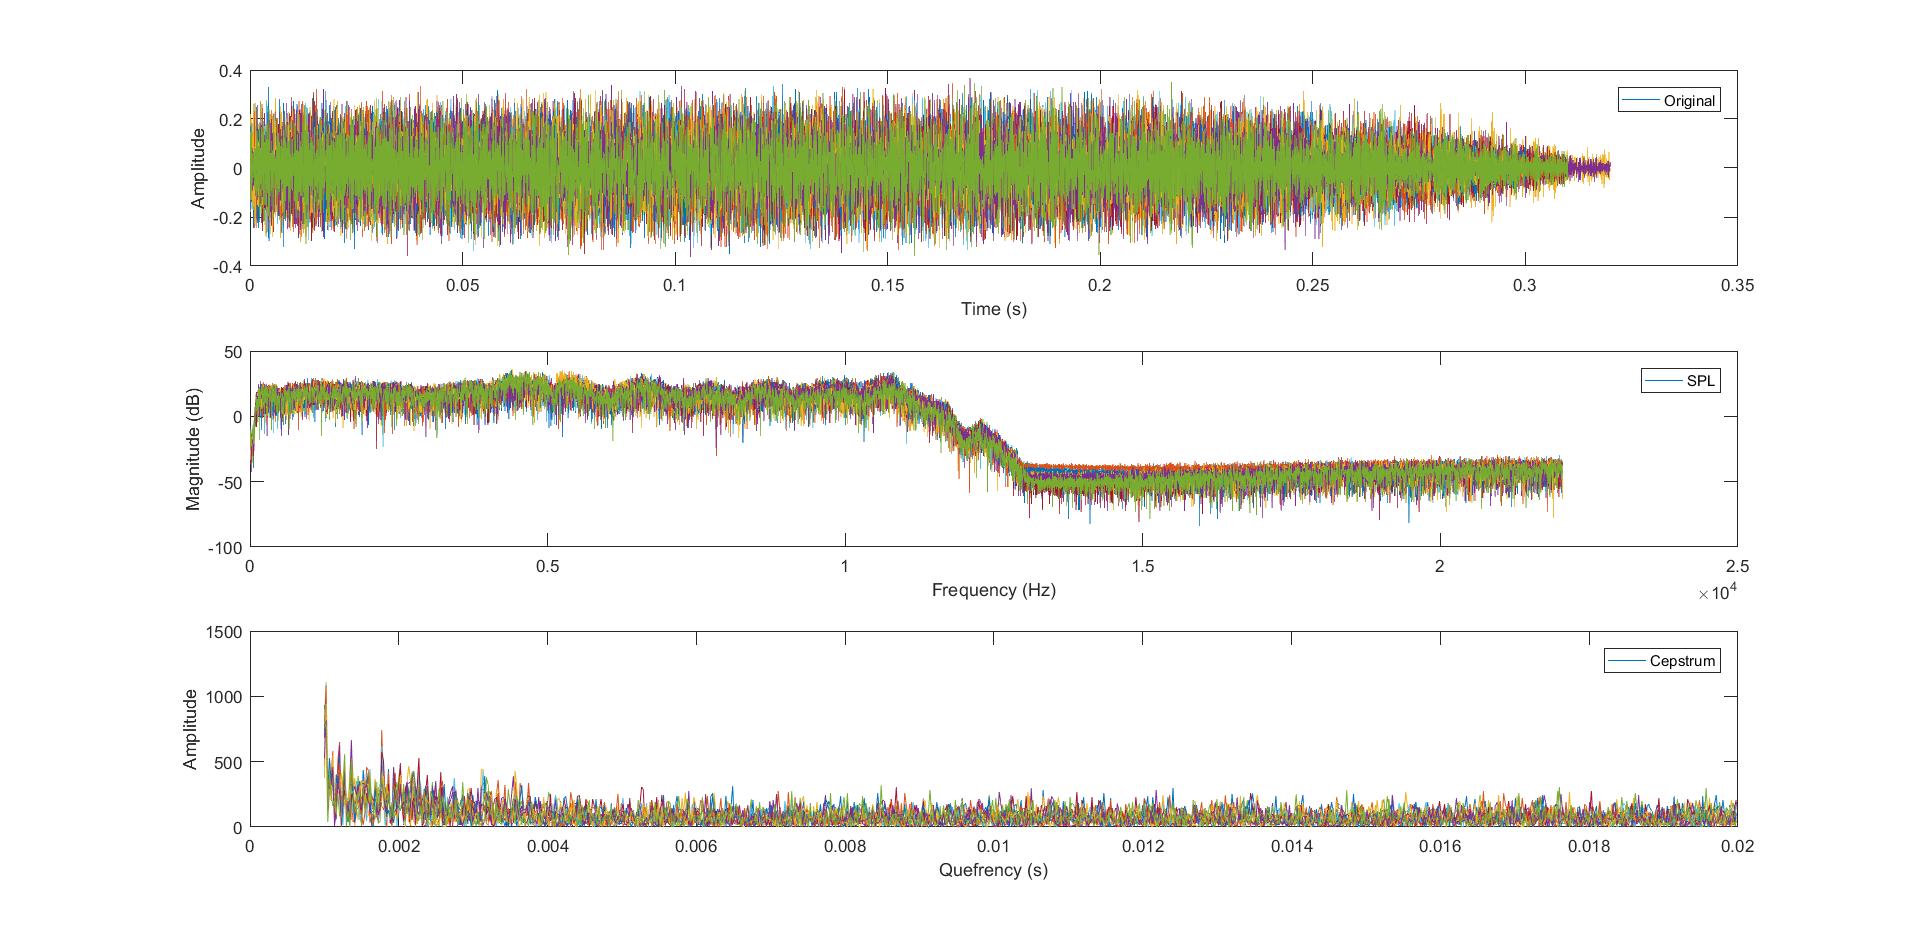 0.4
0.2
0
-0.2
-0.4
Amplitude
Original
0 0.05 0.1 0.15 0.2 0.25 0.3 0.35
Time (s)
50
0
-50
-100
Magnitude (dB)
SPL
0 0.5 1 1.5 2 2.5
×10^4
Frequency (Hz)
1500
1000
500
0
Amplitude
Cepstrum
0 0.002 0.004 0.006 0.008 0.01 0.012 0.014 0.016 0.018 0.02
Quefrency (s)